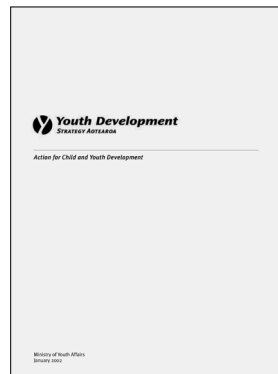 Youth Development
STRATEGY AOTEAROA
Action for Child and Youth Development
Ministry of Youth Affairs
January 2002